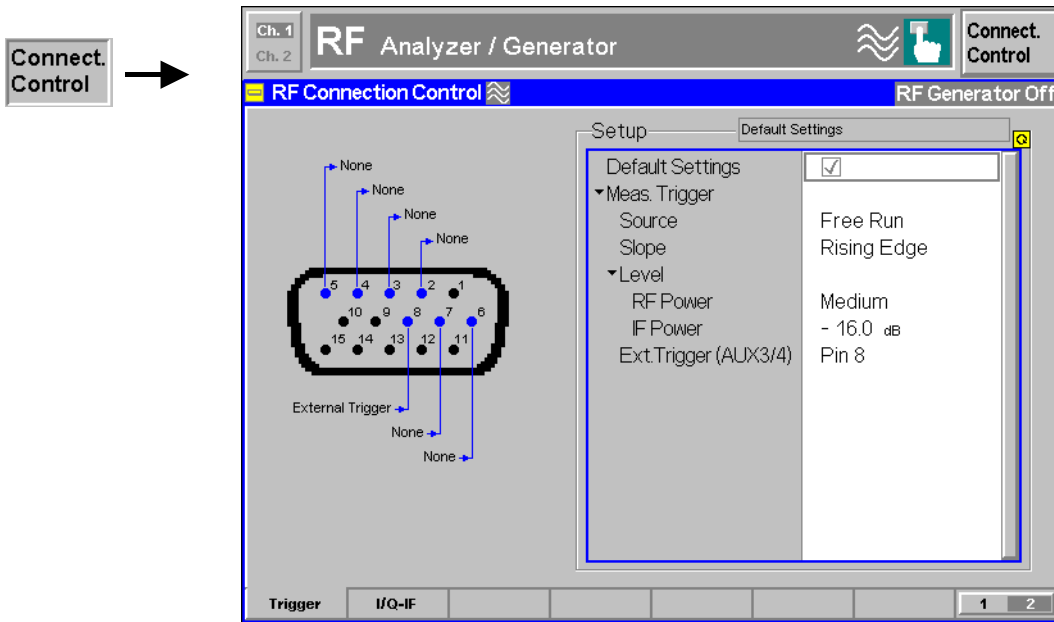 Connect.
Control
Ch. 1
Ch. 2
RF Analyzer / Generator
Connect.
Control
RF Connection Control
RF Generator Off
Setup
Default Settings
None
None
None
None
5 4 3 2 1
10 9 8 7 6
15 14 13 12 11
External Trigger
None
None
Default Settings
Meas. Trigger
Source Free Run
Slope Rising Edge
Level
RF Power Medium
IF Power - 16.0 dB
Ext.Trigger (AUX3/4) Pin 8
Trigger
I/Q-IF
1 2